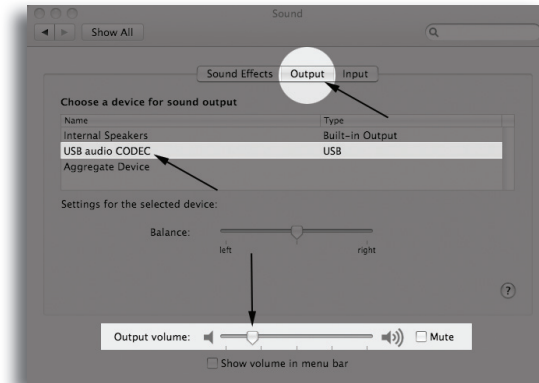 Sound
Show All
Sound Effects Output Input
Choose a device for sound output
Name Type
Internal Speakers Built-in Output
USB audio CODEC USB
Aggregate Device
Settings for the selected device:
Balance:
left right
?
Output volume: Mute
Show volume in menu bar